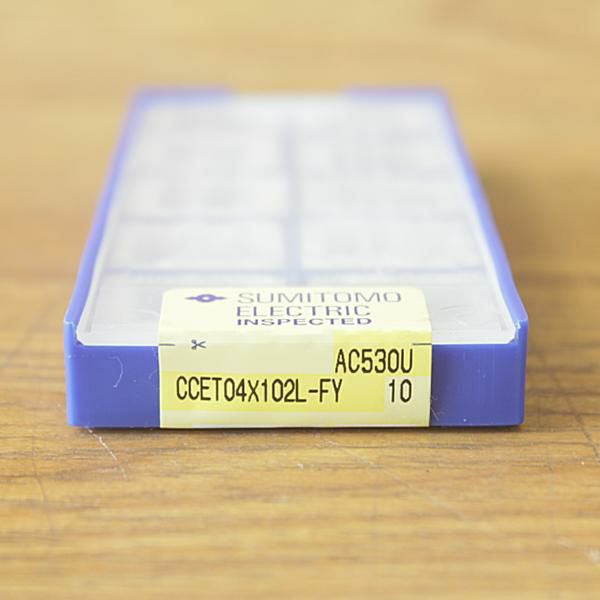 SUMITOMO
ELECTRIC
INSPECTED
AC530U
CCET04X102L-FY 10